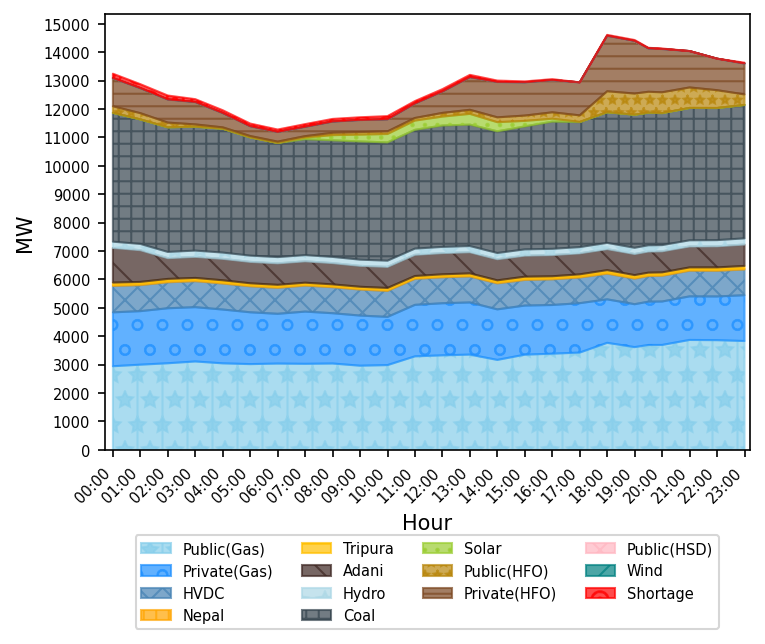 15000
14000
13000
12000
11000
10000
9000
8000
7000
6000
5000
4000
3000
2000
1000
0
MW
00:00 01:00 02:00 03:00 04:00 05:00 06:00 07:00 08:00 09:00 10:00 11:00 12:00 13:00 14:00 15:00 16:00 17:00 18:00 19:00 20:00 21:00 22:00 23:00
Hour
Public(Gas) Tripura Solar Public(HSD)
Private(Gas) Adani Public(HFO) Wind
HVDC Hydro Private(HFO) Shortage
Nepal Coal